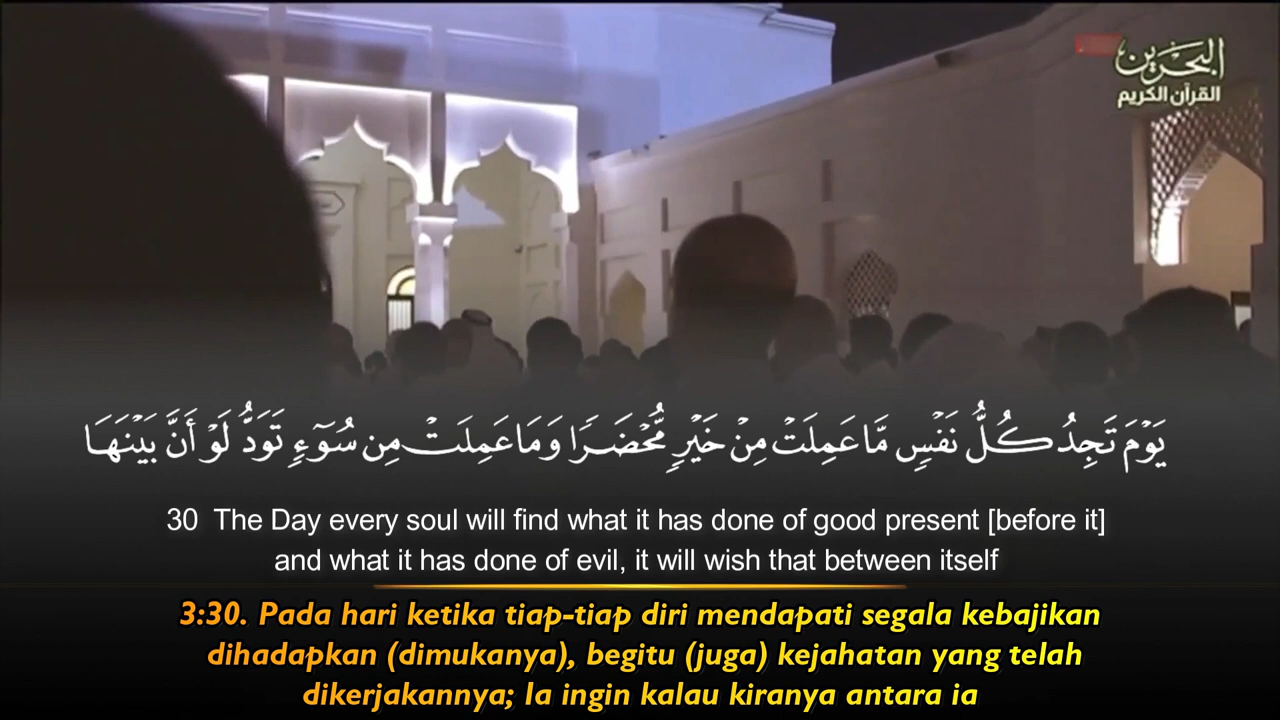 البحرين
القرآن الكريم
يَوْمَ تَجِدُ كُلُّ نَفْسٍ مَّا عَمِلَتْ مِنْ خَيْرٍ مُّحْضَرًا وَمَا عَمِلَتْ مِن سُوٓءٍ تَوَدُّ لَوْ أَنَّ بَيْنَهَا
30 The Day every soul will find what it has done of good present [before it]
and what it has done of evil, it will wish that between itself
3:30. Pada hari ketika tiap-tiap diri mendapati segala kebajikan
dihadapkan (dimukanya), begitu (juga) kejahatan yang telah
dikerjakannya; Ia ingin kalau kiranya antara ia